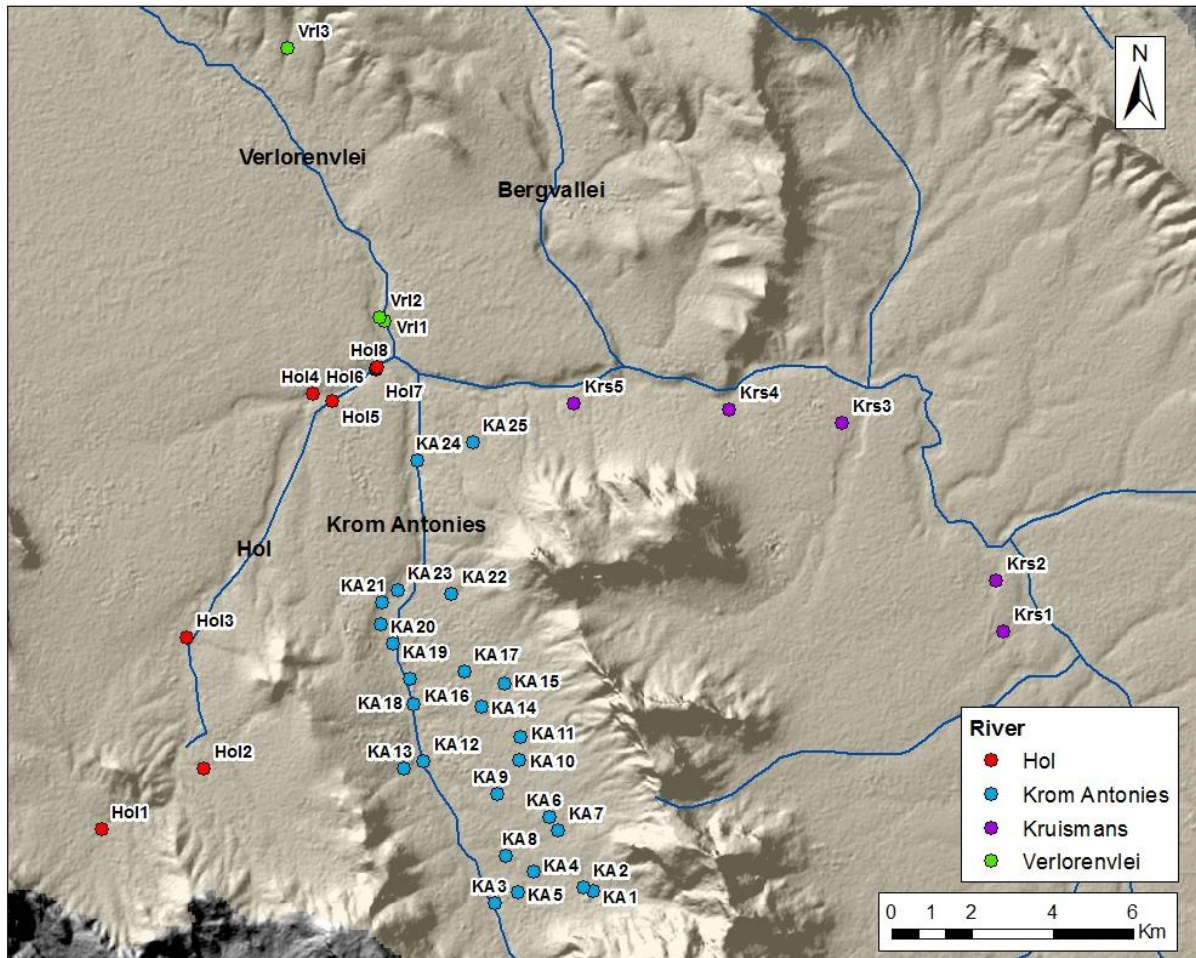 Vrl3
N
Verlorenvlei
Bergvallei
Vrl2
Vrl1
Hol8
Hol4
Hol6
Hol7
Hol5
Krs5
Krs4
Krs3
KA 25
KA 24
Krom Antonies
Hol
KA 23
KA 22
KA 21
Krs2
KA 20
Krs1
Hol3
KA 19
KA 17
KA 15
KA 18
KA 16
KA 14
KA 11
KA 12
KA 13
KA 10
Hol2
KA 9
KA 6
KA 7
Hol1
KA 8
KA 4
KA 2
KA 3
KA 5
KA 1
River
Hol
Krom Antonies
Kruismans
Verlorenvlei
0 1 2 4 6
Km